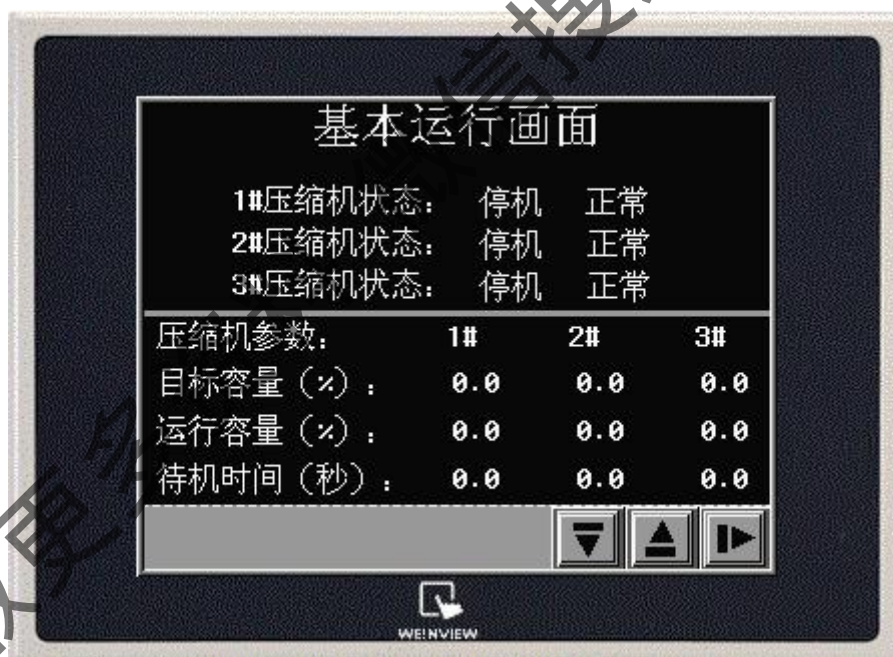 基本运行画面
1#压缩机状态： 停机 正常
2#压缩机状态： 停机 正常
3#压缩机状态： 停机 正常
压缩机参数： 1# 2# 3#
目标容量（%）： 0.0 0.0 0.0
运行容量（%）： 0.0 0.0 0.0
待机时间（秒）： 0.0 0.0 0.0
WEINVIEW